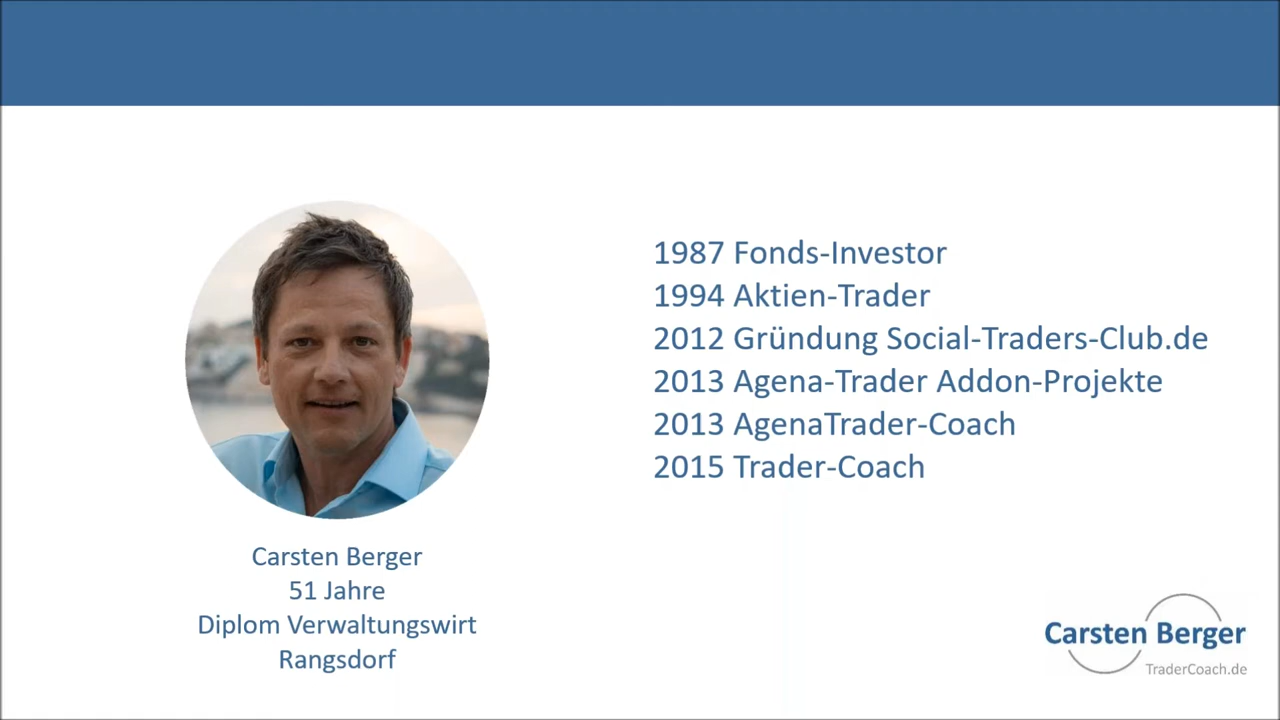 1987 Fonds-Investor
1994 Aktien-Trader
2012 Gründung Social-Traders-Club.de
2013 Agena-Trader Addon-Projekte
2013 AgenaTrader-Coach
2015 Trader-Coach
Carsten Berger
51 Jahre
Diplom Verwaltungswirt
Rangsdorf
Carsten Berger
TraderCoach.de